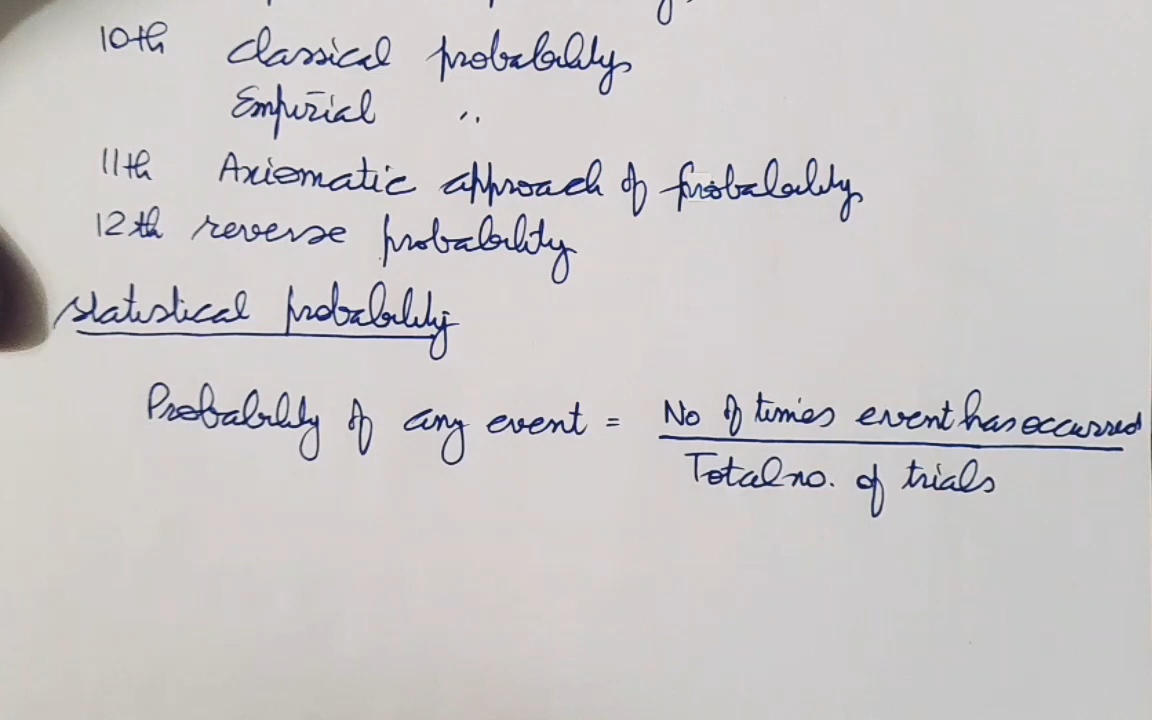 10th classical probability
Empirial "
11th Axiomatic approach of probability
12th reverse probability
statistical probability
Probability of any event = No of times event has occurred
Total no. of trials